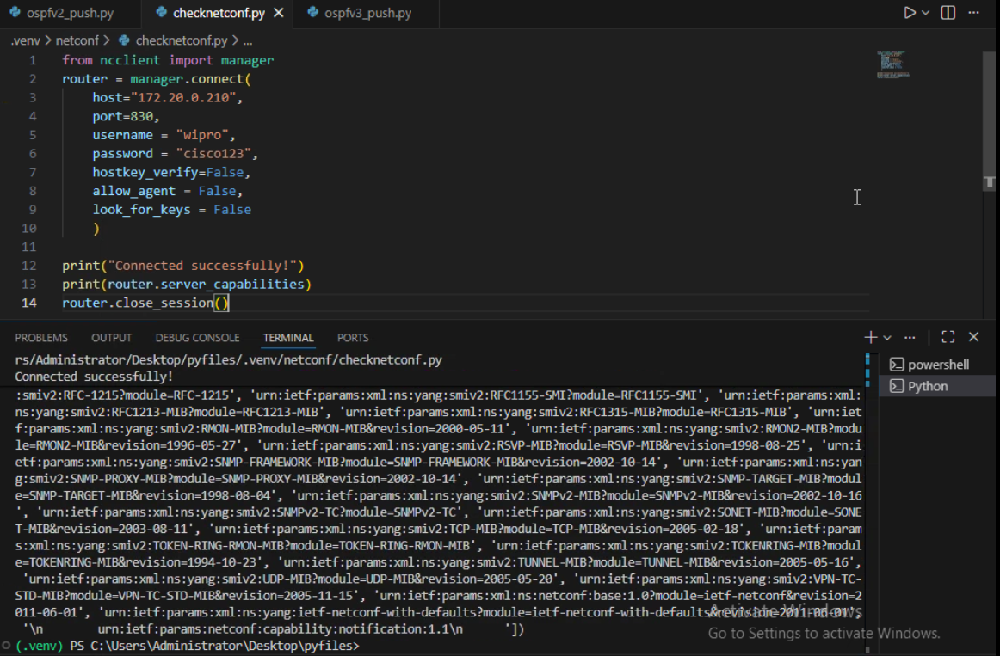 ospfv2_push.py checknetconf.py ospfv3_push.py
.venv > netconf > checknetconf.py > ...
1 from ncclient import manager
2 router = manager.connect(
3 host="172.20.0.210",
4 port=830,
5 username = "wipro",
6 password = "cisco123",
7 hostkey_verify=False,
8 allow_agent = False,
9 look_for_keys = False
10 )
11
12 print("Connected successfully!")
13 print(router.server_capabilities)
14 router.close_session()
PROBLEMS OUTPUT DEBUG CONSOLE TERMINAL PORTS
rs/Administrator/Desktop/pyfiles/.venv/netconf/checknetconf.py
Connected successfully!
:smiv2:RFC-1215?module=RFC-1215', 'urn:ietf:params:xml:ns:yang:smiv2:RFC1155-SMI?module=RFC1155-SMI', 'urn:ietf:params:xml:
ns:yang:smiv2:RFC1213-MIB?module=RFC1213-MIB', 'urn:ietf:params:xml:ns:yang:smiv2:RFC1315-MIB?module=RFC1315-MIB', 'urn:iet
f:params:xml:ns:yang:smiv2:RMON-MIB?module=RMON-MIB&revision=2000-05-11', 'urn:ietf:params:xml:ns:yang:smiv2:RMON2-MIB?modu
le=RMON2-MIB&revision=1996-05-27', 'urn:ietf:params:xml:ns:yang:smiv2:RSVP-MIB?module=RSVP-MIB&revision=1998-08-25', 'urn:i
etf:params:xml:ns:yang:smiv2:SNMP-FRAMEWORK-MIB?module=SNMP-FRAMEWORK-MIB&revision=2002-10-14', 'urn:ietf:params:xml:ns:yan
g:smiv2:SNMP-PROXY-MIB?module=SNMP-PROXY-MIB&revision=2002-10-14', 'urn:ietf:params:xml:ns:yang:smiv2:SNMP-TARGET-MIB?modul
e=SNMP-TARGET-MIB&revision=1998-08-04', 'urn:ietf:params:xml:ns:yang:smiv2:SNMPv2-MIB?module=SNMPv2-MIB&revision=2002-10-16
', 'urn:ietf:params:xml:ns:yang:smiv2:SNMPv2-TC?module=SNMPv2-TC', 'urn:ietf:params:xml:ns:yang:smiv2:SONET-MIB?module=SONE
T-MIB&revision=2003-08-11', 'urn:ietf:params:xml:ns:yang:smiv2:TCP-MIB?module=TCP-MIB&revision=2005-02-18', 'urn:ietf:param
s:xml:ns:yang:smiv2:TOKEN-RING-RMON-MIB?module=TOKEN-RING-RMON-MIB', 'urn:ietf:params:xml:ns:yang:smiv2:TOKENRING-MIB?modul
e=TOKENRING-MIB&revision=1994-10-23', 'urn:ietf:params:xml:ns:yang:smiv2:TUNNEL-MIB?module=TUNNEL-MIB&revision=2005-05-16',
'urn:ietf:params:xml:ns:yang:smiv2:UDP-MIB?module=UDP-MIB&revision=2005-05-20', 'urn:ietf:params:xml:ns:yang:smiv2:VPN-TC-
STD-MIB?module=VPN-TC-STD-MIB&revision=2005-11-15', 'urn:ietf:params:xml:ns:netconf:base:1.0?module=ietf-netconf&revision=2
011-06-01', 'urn:ietf:params:xml:ns:yang:ietf-netconf-with-defaults?module=ietf-netconf-with-defaults&revision=2011-06-01',
'\n urn:ietf:params:netconf:capability:notification:1.1\n '])
(.venv) PS C:\Users\Administrator\Desktop\pyfiles>
powershell
Python
Activate Windows
Go to Settings to activate Windows.